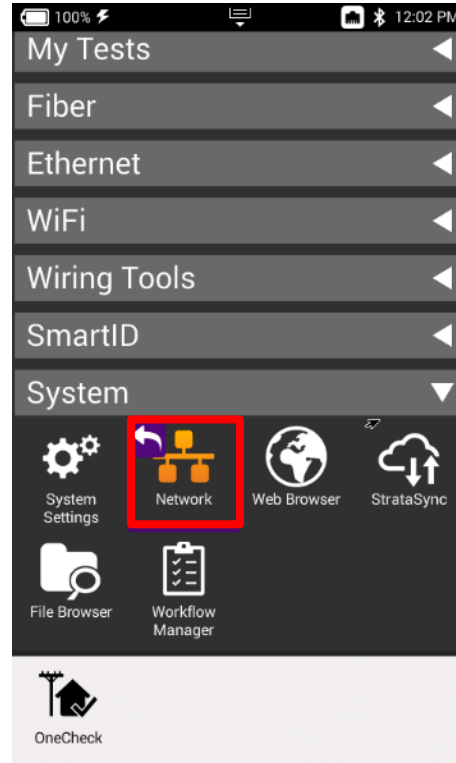 100% 12:02 PM
My Tests
Fiber
Ethernet
WiFi
Wiring Tools
SmartID
System
System Settings
Network
Web Browser
StrataSync
File Browser
Workflow Manager
OneCheck